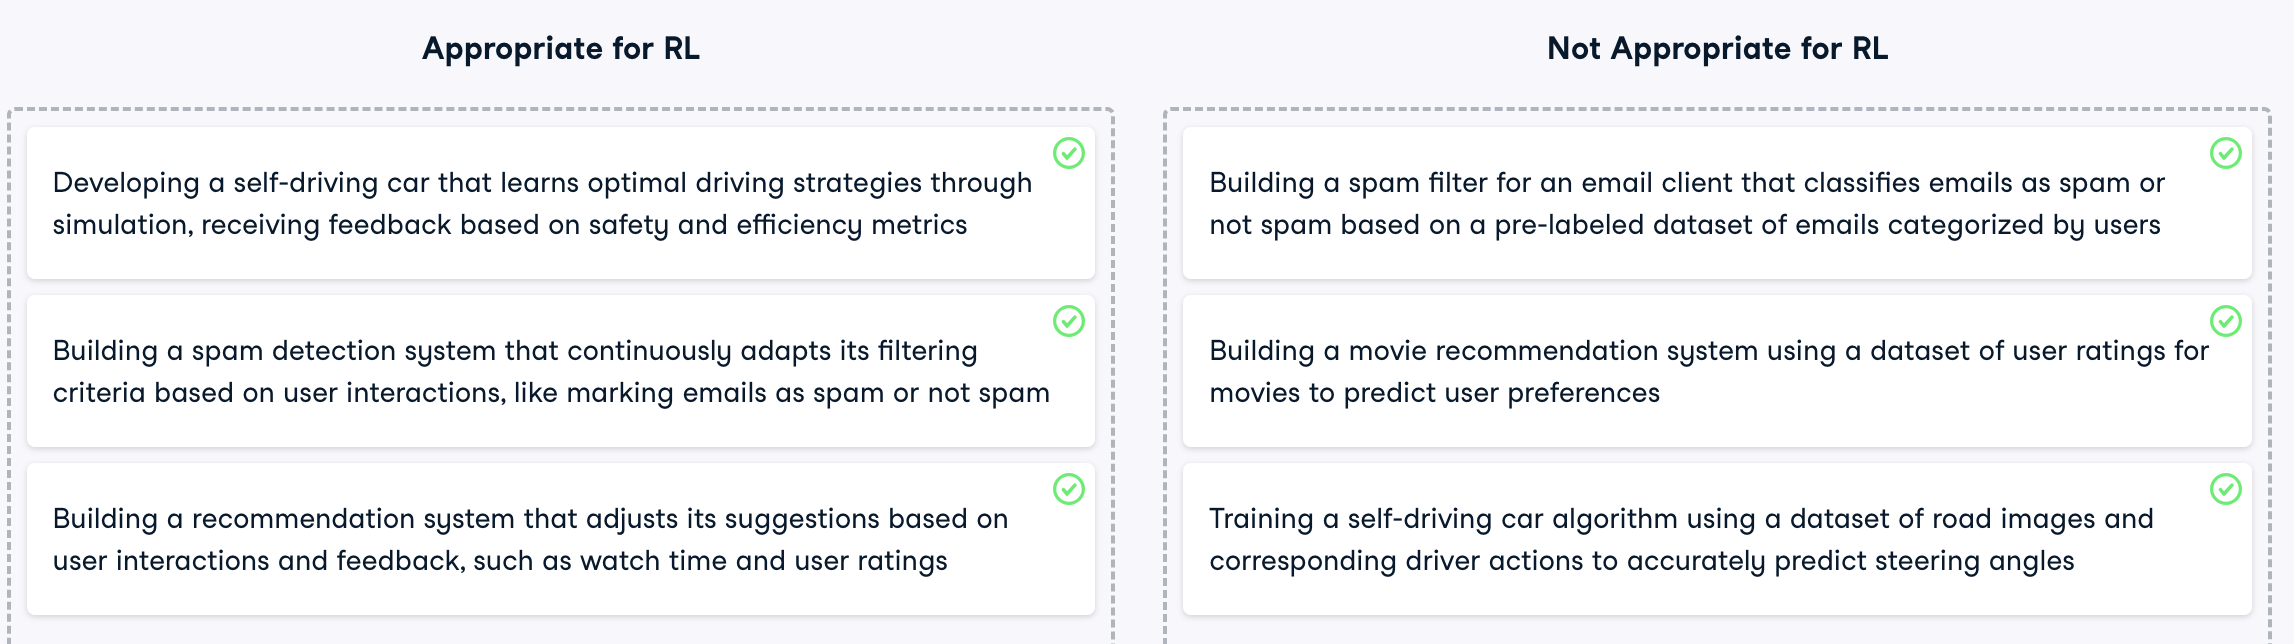 Appropriate for RL
Developing a self-driving car that learns optimal driving strategies through
simulation, receiving feedback based on safety and efficiency metrics
Building a spam detection system that continuously adapts its filtering
criteria based on user interactions, like marking emails as spam or not spam
Building a recommendation system that adjusts its suggestions based on
user interactions and feedback, such as watch time and user ratings
Not Appropriate for RL
Building a spam filter for an email client that classifies emails as spam or
not spam based on a pre-labeled dataset of emails categorized by users
Building a movie recommendation system using a dataset of user ratings for
movies to predict user preferences
Training a self-driving car algorithm using a dataset of road images and
corresponding driver actions to accurately predict steering angles